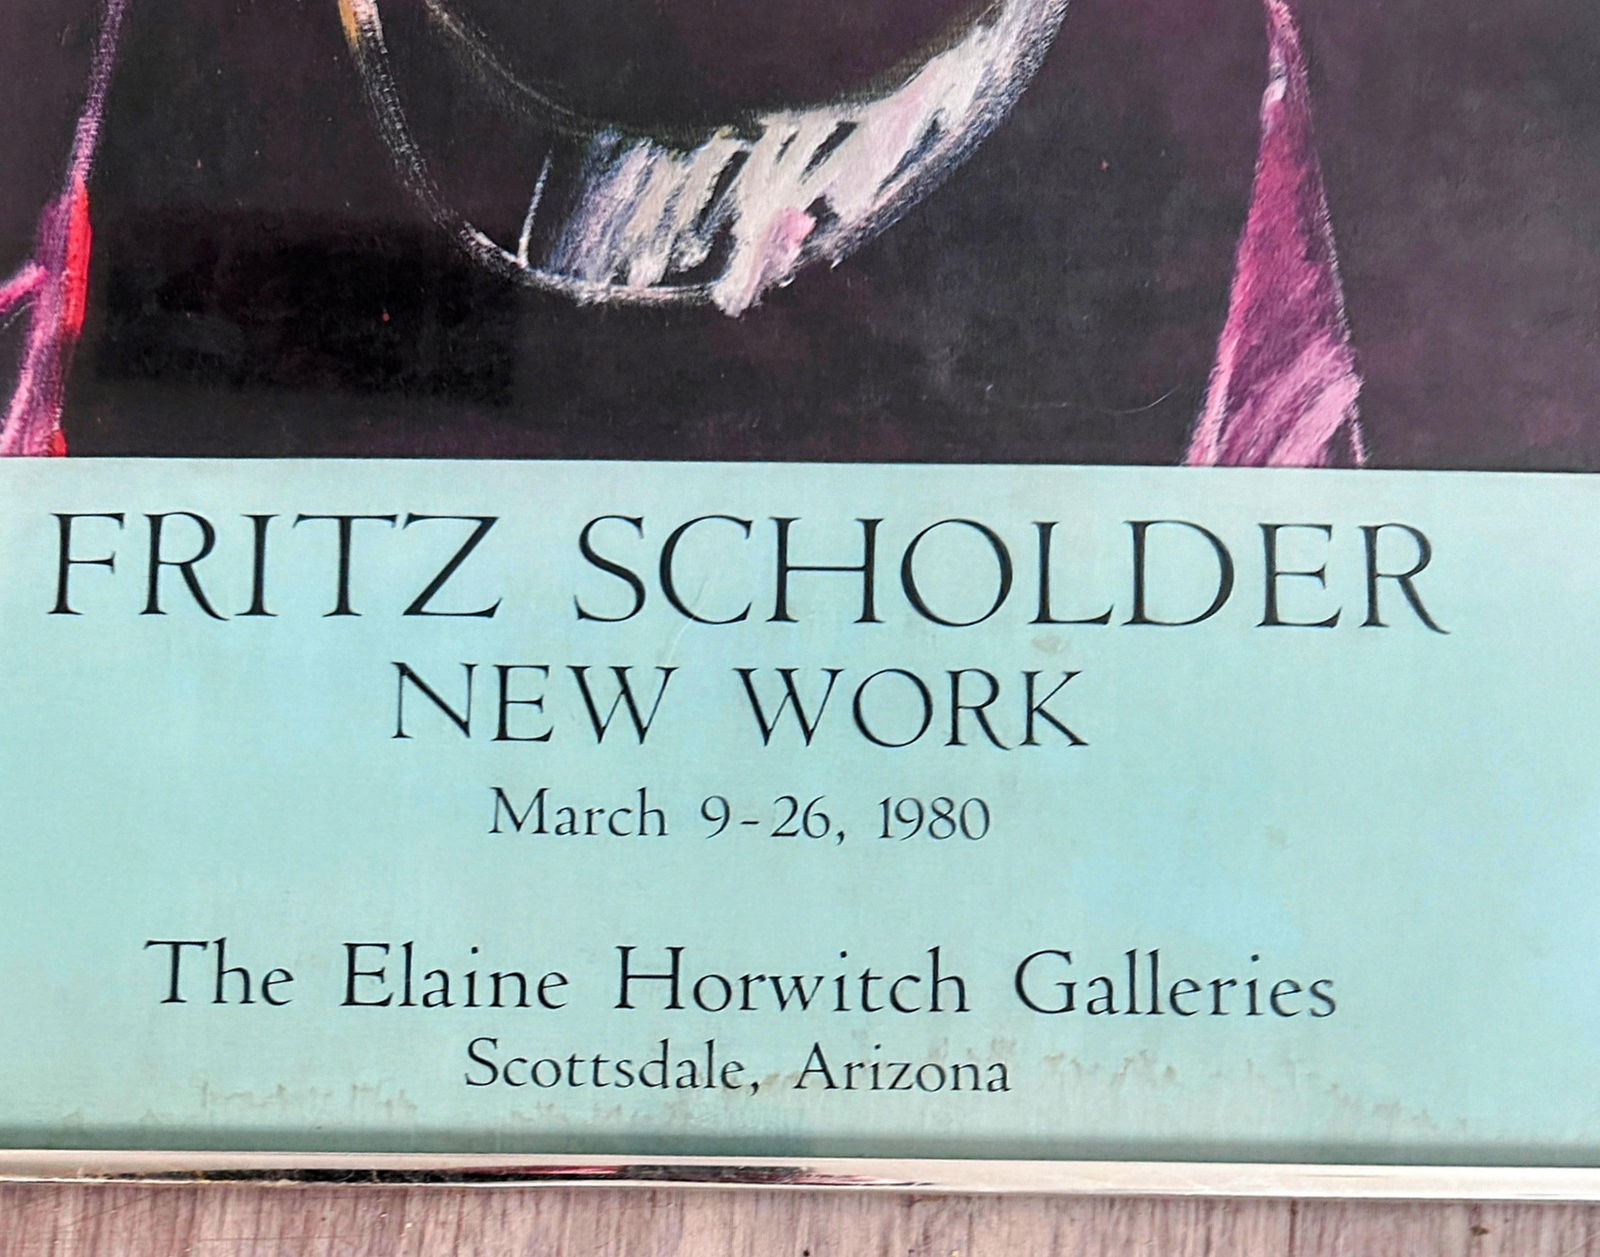 FRITZ SCHOLDER
NEW WORK
March 9-26, 1980
The Elaine Horwitch Galleries
Scottsdale, Arizona